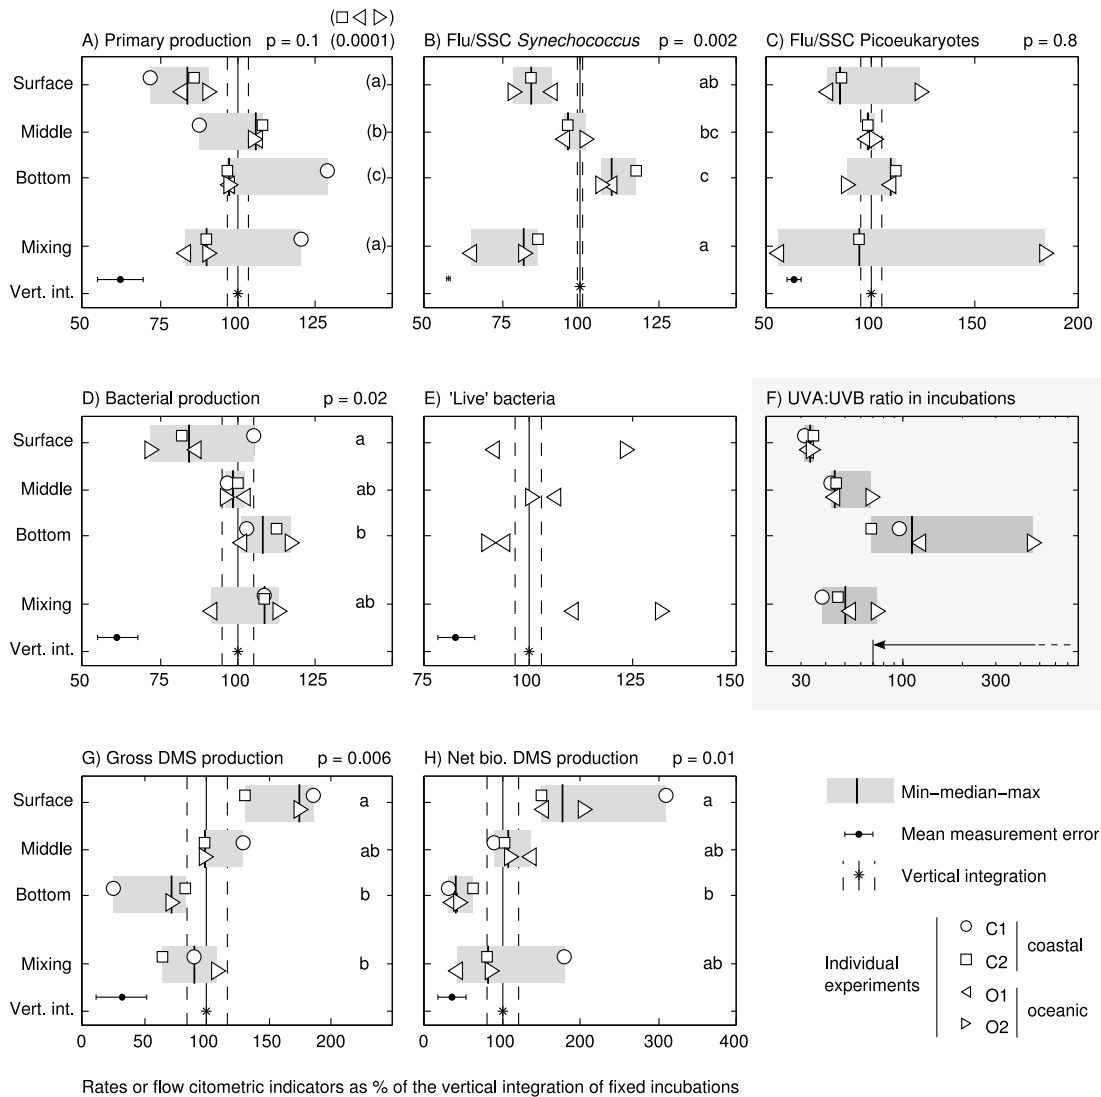 (□ ◁ ▷)
A) Primary production p = 0.1 (0.0001)
B) Flu/SSC Synechococcus p = 0.002
C) Flu/SSC Picoeukaryotes p = 0.8
Surface (a) ab
Middle (b) bc
Bottom (c) c
Mixing (a) a
Vert. int.
50 75 100 125
50 75 100 125
50 100 150 200
D) Bacterial production p = 0.02
E) 'Live' bacteria
F) UVA:UVB ratio in incubations
Surface a
Middle ab
Bottom b
Mixing ab
Vert. int.
50 75 100 125
75 100 125 150
30 100 300
G) Gross DMS production p = 0.006
H) Net bio. DMS production p = 0.01
Surface a a
Middle ab ab
Bottom b b
Mixing b ab
Vert. int.
0 50 100 150 200
0 100 200 300 400
Min-median-max
Mean measurement error
Vertical integration
Individual experiments
C1
C2
coastal
O1
O2
oceanic
Rates or flow citometric indicators as % of the vertical integration of fixed incubations